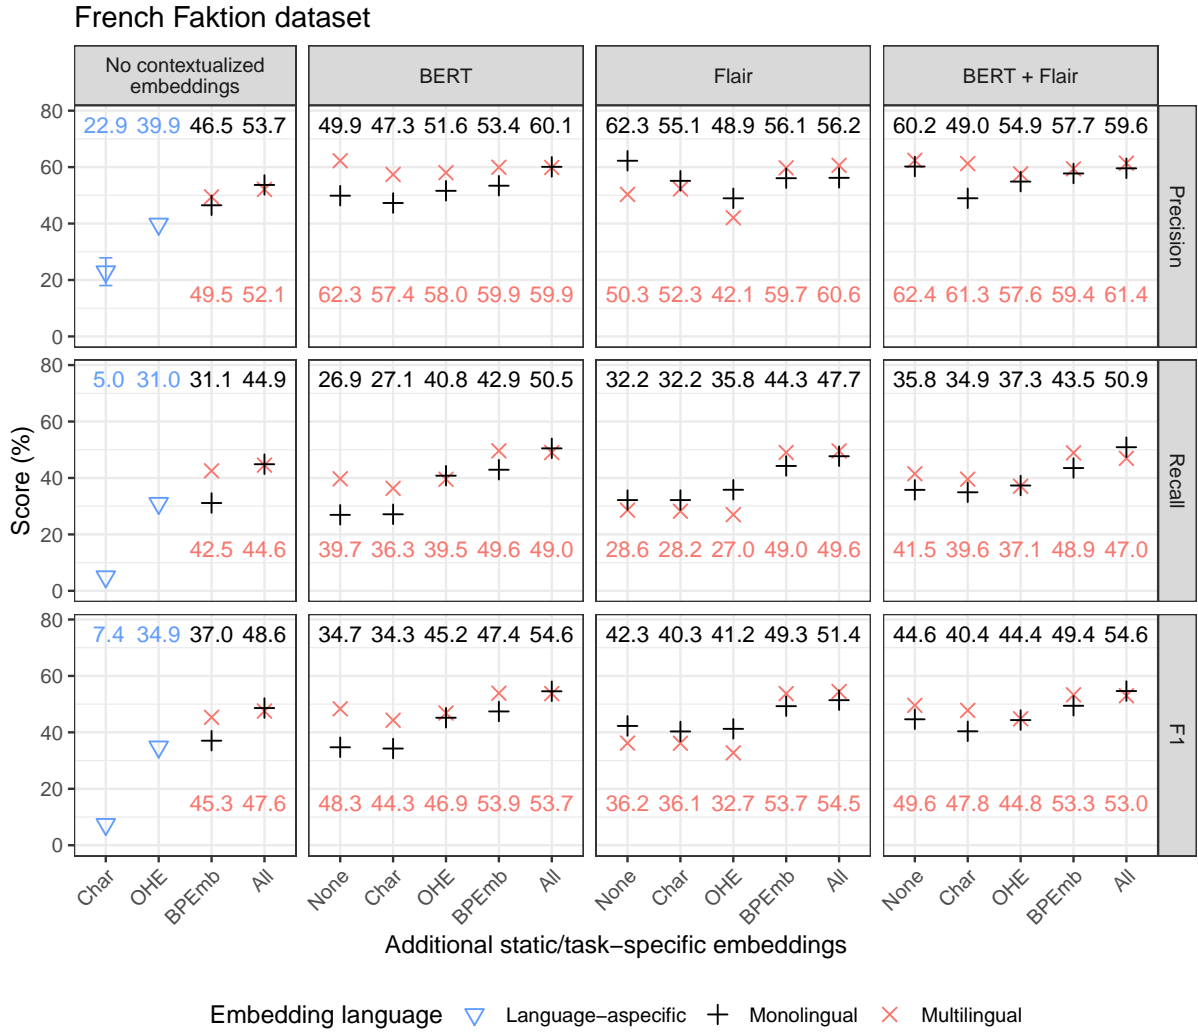 French Faktion dataset
No contextualized
embeddings
BERT
Flair
BERT + Flair
80
60
40
20
0
22.9 39.9 46.5 53.7
49.9 47.3 51.6 53.4 60.1
62.3 55.1 48.9 56.1 56.2
60.2 49.0 54.9 57.7 59.6
49.5 52.1
62.3 57.4 58.0 59.9 59.9
50.3 52.3 42.1 59.7 60.6
62.4 61.3 57.6 59.4 61.4
Precision
80
60
40
20
0
5.0 31.0 31.1 44.9
26.9 27.1 40.8 42.9 50.5
32.2 32.2 35.8 44.3 47.7
35.8 34.9 37.3 43.5 50.9
42.5 44.6
39.7 36.3 39.5 49.6 49.0
28.6 28.2 27.0 49.0 49.6
41.5 39.6 37.1 48.9 47.0
Recall
Score (%)
80
60
40
20
0
7.4 34.9 37.0 48.6
34.7 34.3 45.2 47.4 54.6
42.3 40.3 41.2 49.3 51.4
44.6 40.4 44.4 49.4 54.6
45.3 47.6
48.3 44.3 46.9 53.9 53.7
36.2 36.1 32.7 53.7 54.5
49.6 47.8 44.8 53.3 53.0
F1
Char OHE BPEmb All
None Char OHE BPEmb All
None Char OHE BPEmb All
None Char OHE BPEmb All
Additional static/task−specific embeddings
Embedding language Language−aspecific Monolingual Multilingual